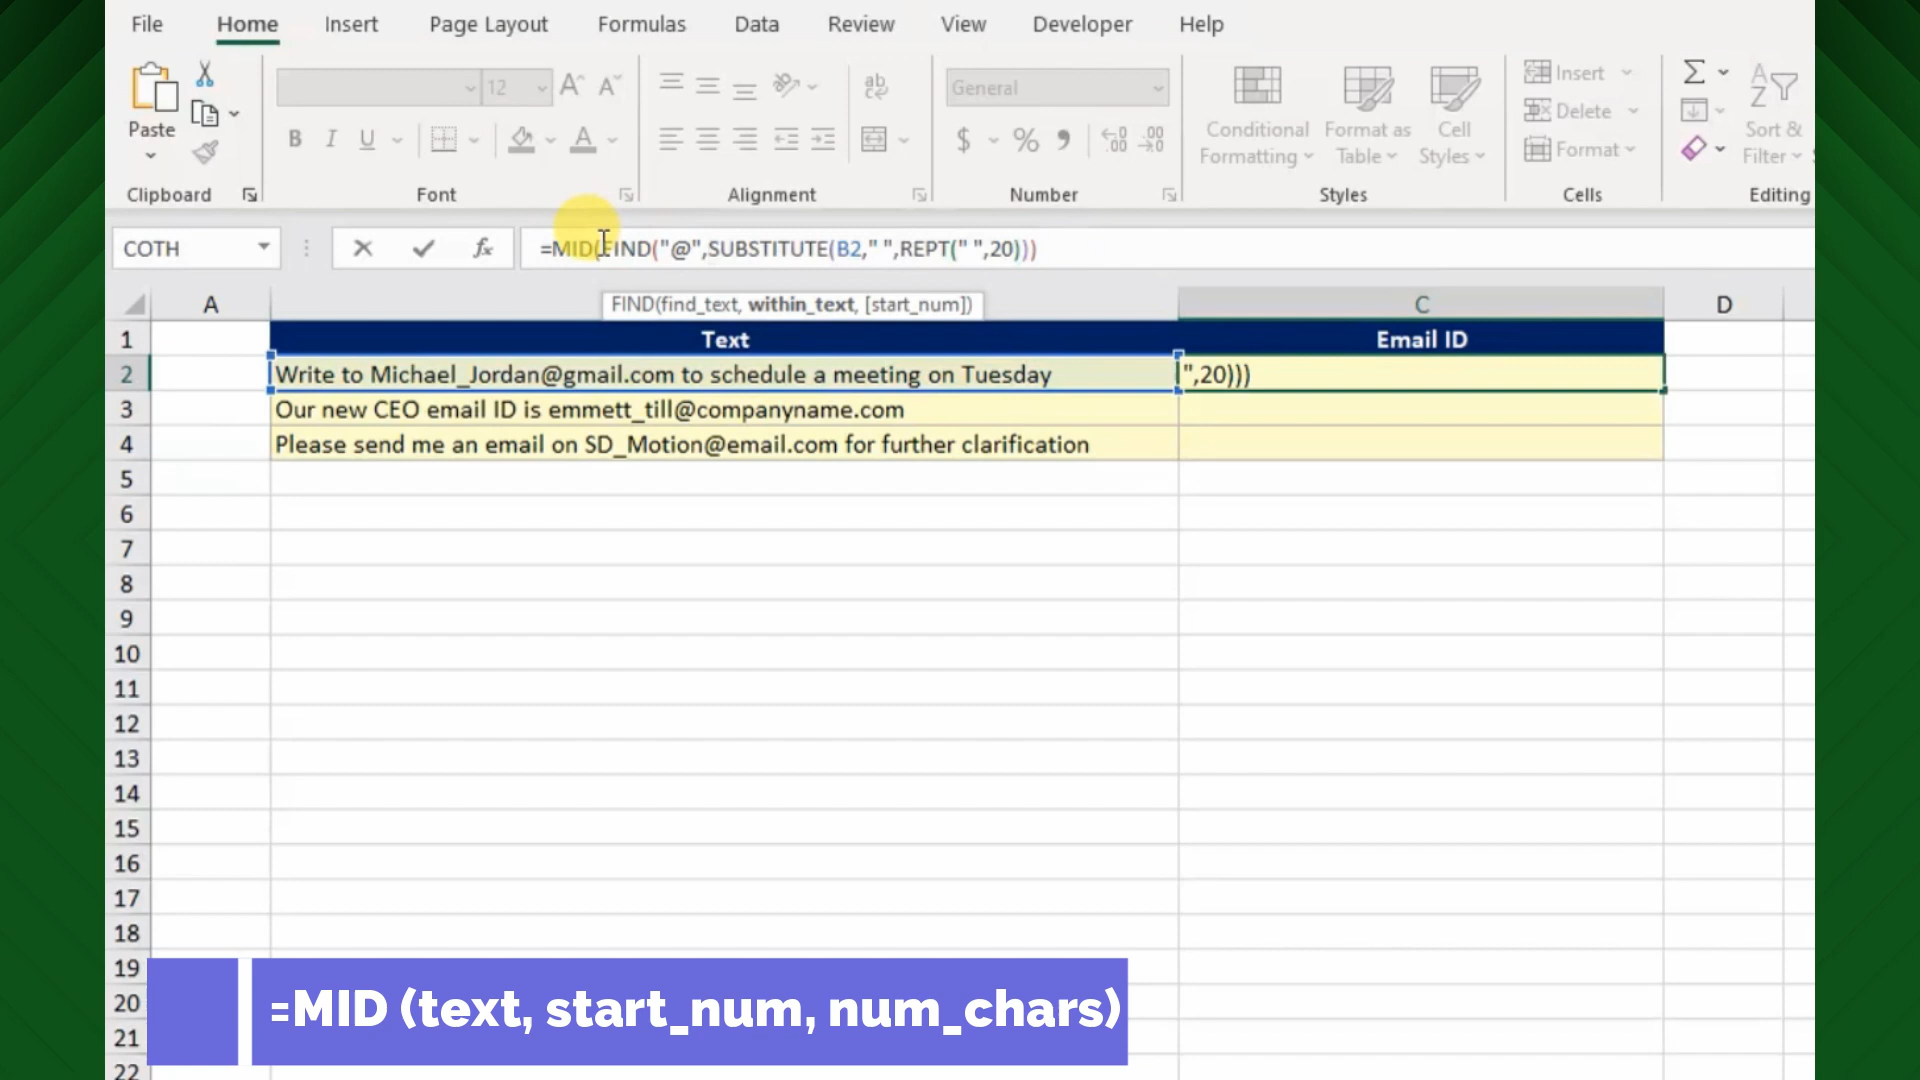 File Home Insert Page Layout Formulas Data Review View Developer Help
Paste
Clipboard
12
B I U
Font
ab
Alignment
General
$ %
Number
Conditional Formatting
Format as Table
Cell Styles
Styles
Insert
Delete
Format
Cells
Sort & Filter
Editing
COTH
fx
=MID(FIND("@",SUBSTITUTE(B2," ",REPT(" ",20)))
FIND(find_text, within_text, [start_num])
A C D
1 Text Email ID
2 Write to Michael_Jordan@gmail.com to schedule a meeting on Tuesday ",20)))
3 Our new CEO email ID is emmett_till@companyname.com
4 Please send me an email on SD_Motion@email.com for further clarification
5
6
7
8
9
10
11
12
13
14
15
16
17
18
19
20
21
22
=MID (text, start_num, num_chars)